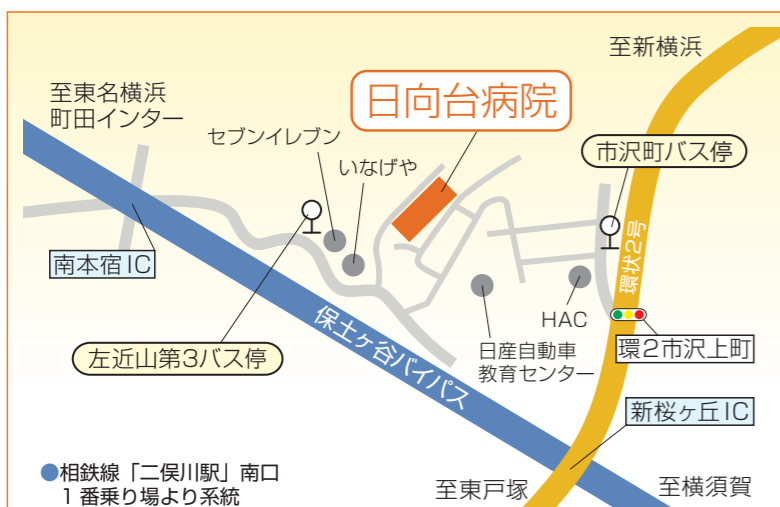 至新横浜
至東名横浜
町田インター
日向台病院
セブンイレブン
いなげや
市沢町バス停
南本宿IC
環状2号
HAC
保土ヶ谷バイパス
左近山第3バス停
日産自動車
教育センター
環2市沢上町
新桜ヶ丘IC
●相鉄線「二俣川駅」南口
1番乗り場より系統
至東戸塚
至横須賀